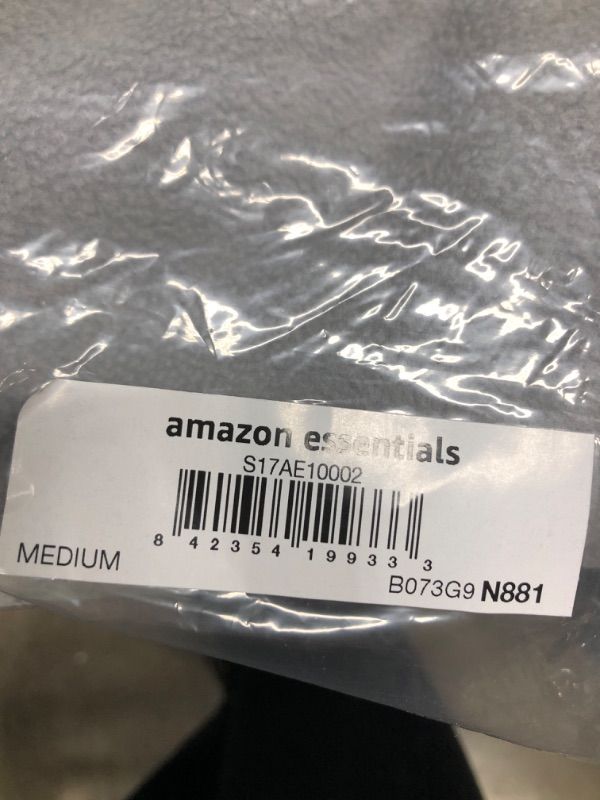 amazon essentials
S17AE10002
8 42354 19933 3
MEDIUM
B073G9 N881